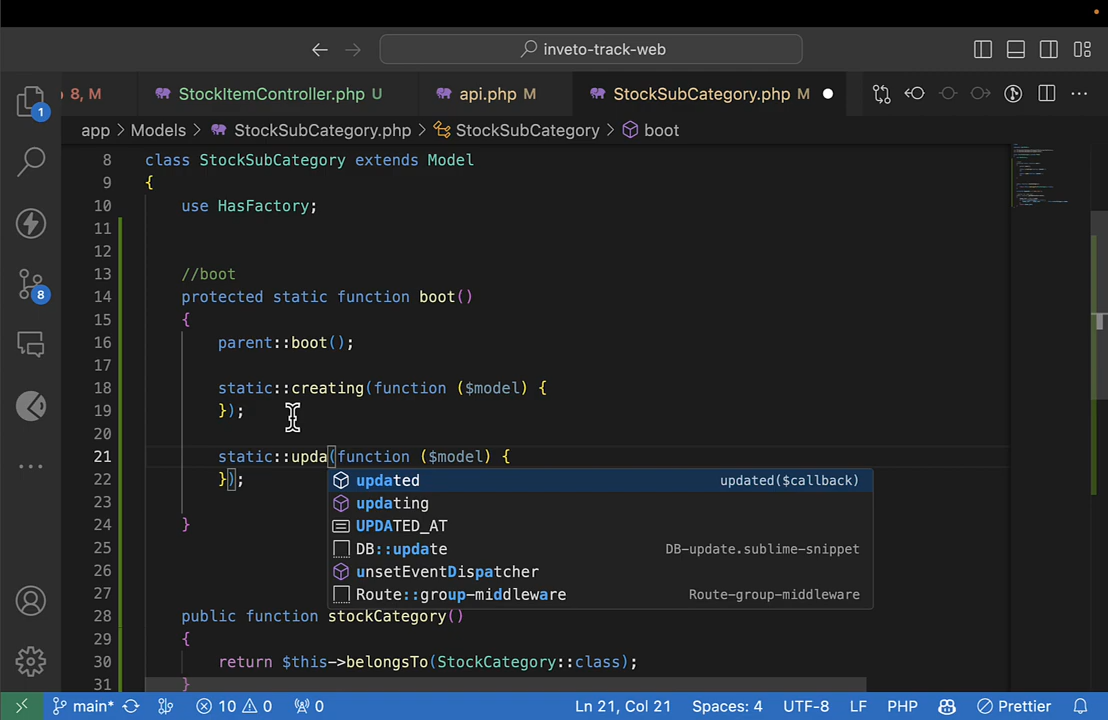 inveto-track-web
8, M
StockItemController.php U
api.php M
StockSubCategory.php M
app > Models > StockSubCategory.php > StockSubCategory > boot
8 class StockSubCategory extends Model
9 {
10 use HasFactory;
11
12
13 //boot
14 protected static function boot()
15 {
16 parent::boot();
17
18 static::creating(function ($model) {
19 });
20
21 static::upda(function ($model) {
22 });
23
24 }
25
26
27
28 public function stockCategory()
29 {
30 return $this->belongsTo(StockCategory::class);
31 }
updated updated($callback)
updating
UPDATED_AT
DB::update DB-update.sublime-snippet
unsetEventDispatcher
Route::group-middleware Route-group-middleware
1
8
main* 10 0 0 Ln 21, Col 21 Spaces: 4 UTF-8 LF PHP Prettier